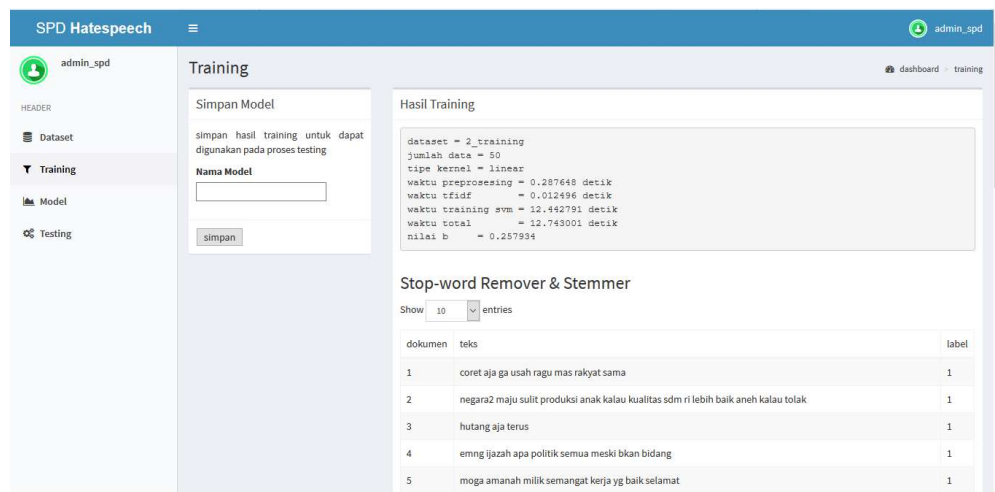 SPD Hatespeech
admin_spd
admin_spd
HEADER
Dataset
Training
Model
Testing
Training
dashboard > training
Simpan Model
simpan hasil training untuk dapat
digunakan pada proses testing
Nama Model
simpan
Hasil Training
dataset = 2_training
jumlah data = 50
tipe kernel = linear
waktu preprosesing = 0.287648 detik
waktu tfidf = 0.012496 detik
waktu training svm = 12.442791 detik
waktu total = 12.743001 detik
nilai b = 0.257934
Stop-word Remover & Stemmer
Show 10 entries
dokumen teks label
1 coret aja ga usah ragu mas rakyat sama 1
2 negara2 maju sulit produksi anak kalau kualitas sdm ri lebih baik aneh kalau tolak 1
3 hutang aja terus 1
4 emng ijazah apa politik semua meski bkan bidang 1
5 moga amanah milik semangat kerja yg baik selamat 1